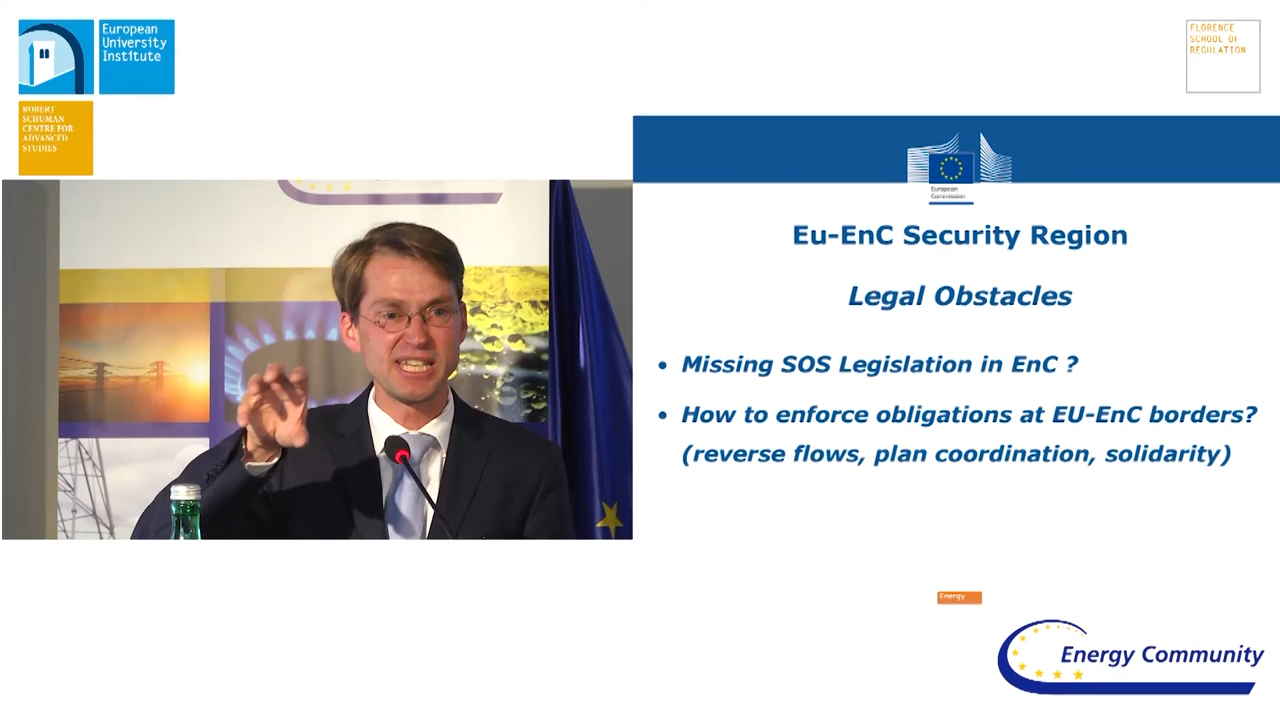 European
University
Institute
ROBERT
SCHUMAN
CENTRE FOR
ADVANCED
STUDIES
FLORENCE
SCHOOL OF
REGULATION
European
Commission
Eu-EnC Security Region
Legal Obstacles
• Missing SOS Legislation in EnC ?
• How to enforce obligations at EU-EnC borders?
(reverse flows, plan coordination, solidarity)
Energy
Energy Community